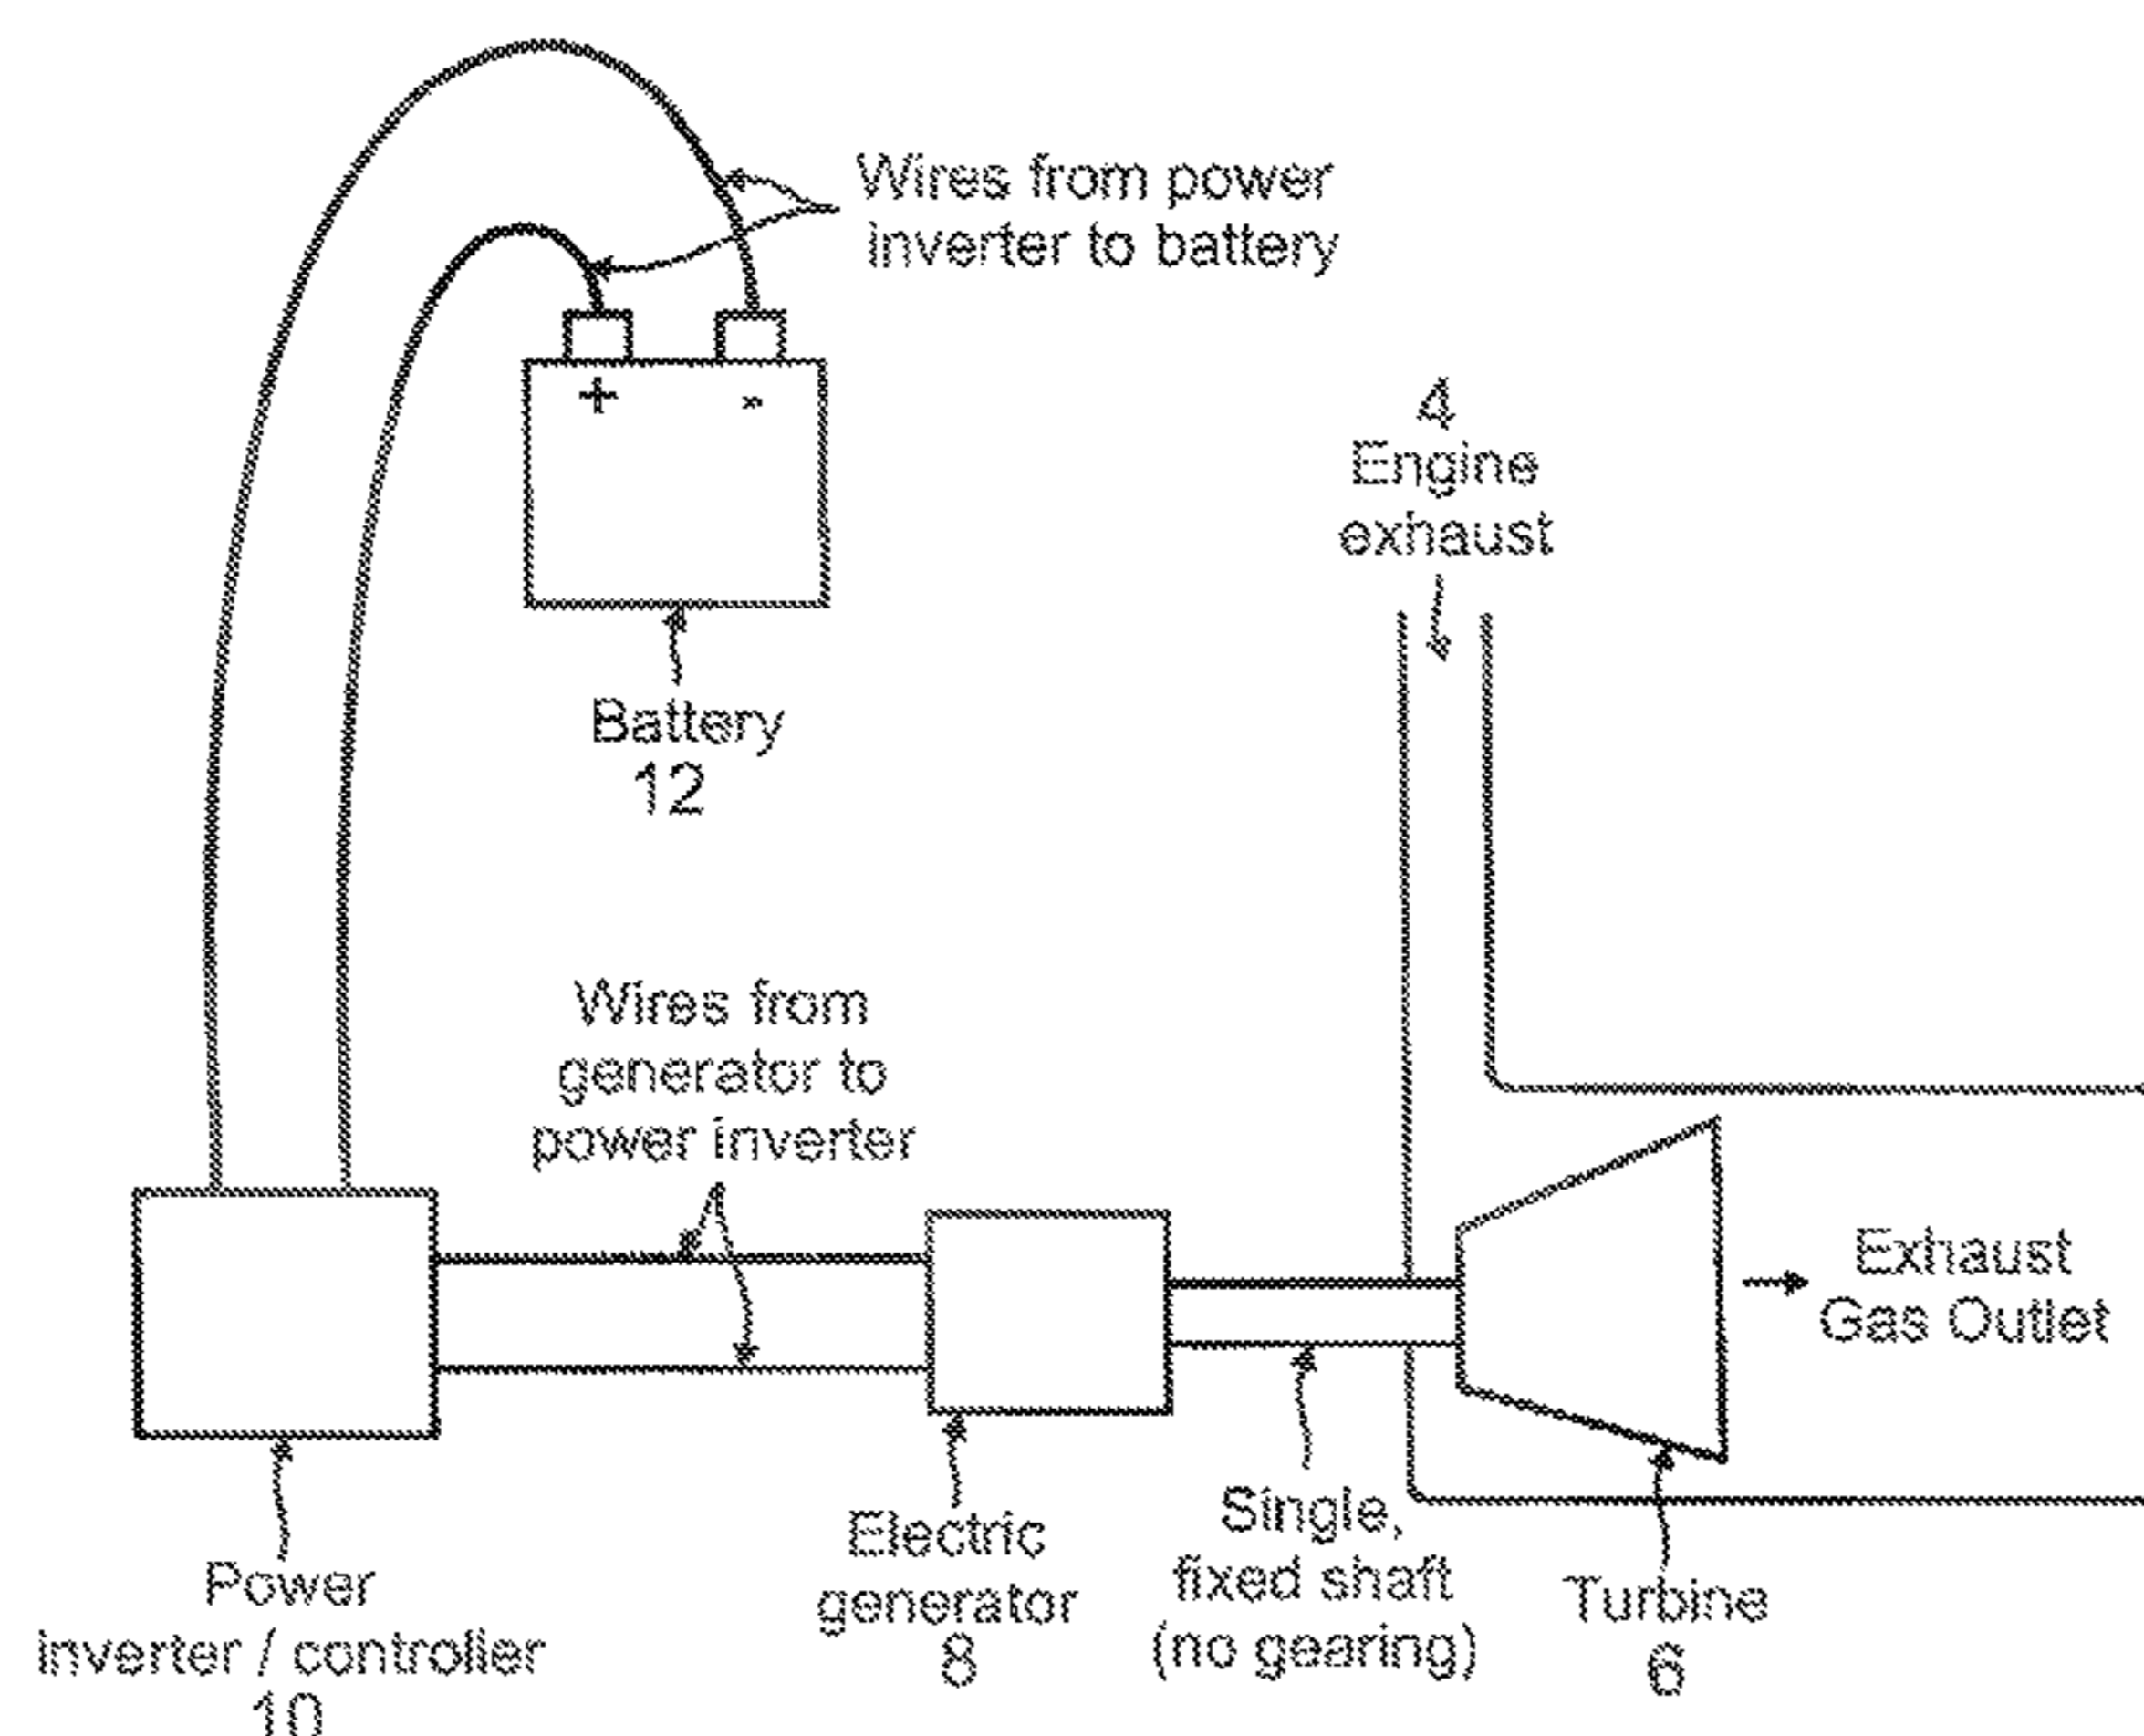 Wires from power
inverter to battery
+
-
4
Engine
exhaust
Battery
12
Wires from
generator to
power inverter
Exhaust
Gas Outlet
Electric
generator
8
Single,
fixed shaft
(no gearing)
Turbine
6
Power
inverter / controller
10